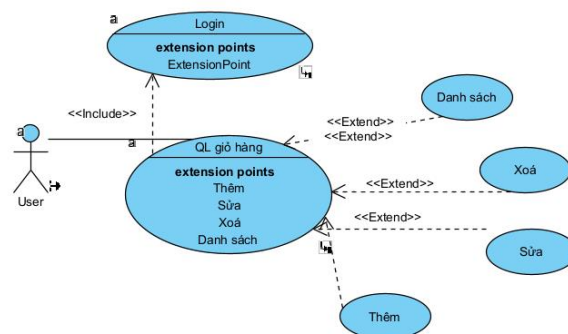 a
Login
extension points
ExtensionPoint
<<Include>>
a
User
a
QL giỏ hàng
extension points
Thêm
Sửa
Xoá
Danh sách
<<Extend>>
<<Extend>>
Danh sách
<<Extend>>
Xoá
<<Extend>>
Sửa
Thêm